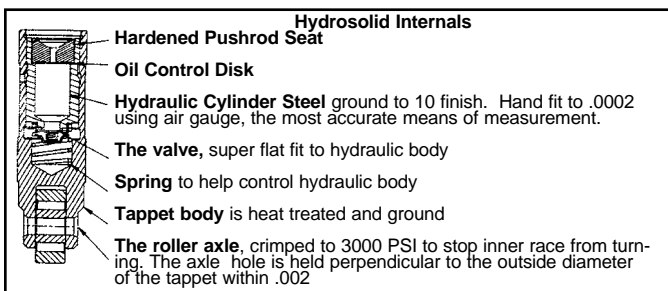 Hydrosolid Internals
Hardened Pushrod Seat
Oil Control Disk
Hydraulic Cylinder Steel ground to 10 finish. Hand fit to .0002
using air gauge, the most accurate means of measurement.
The valve, super flat fit to hydraulic body
Spring to help control hydraulic body
Tappet body is heat treated and ground
The roller axle, crimped to 3000 PSI to stop inner race from turn-
ing. The axle hole is held perpendicular to the outside diameter
of the tappet within .002